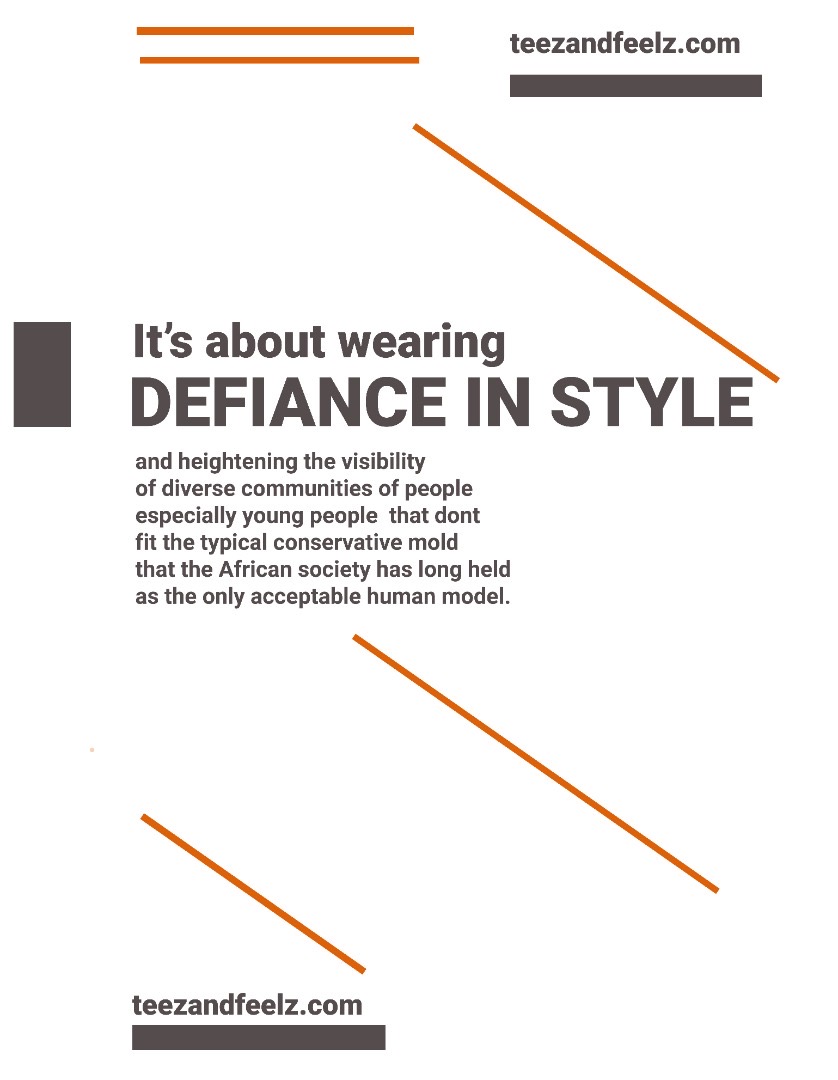 teezandfeelz.com
It’s about wearing
DEFIANCE IN STYLE
and heightening the visibility
of diverse communities of people
especially young people  that dont
fit the typical conservative mold
that the African society has long held
as the only acceptable human model.
teezandfeelz.com